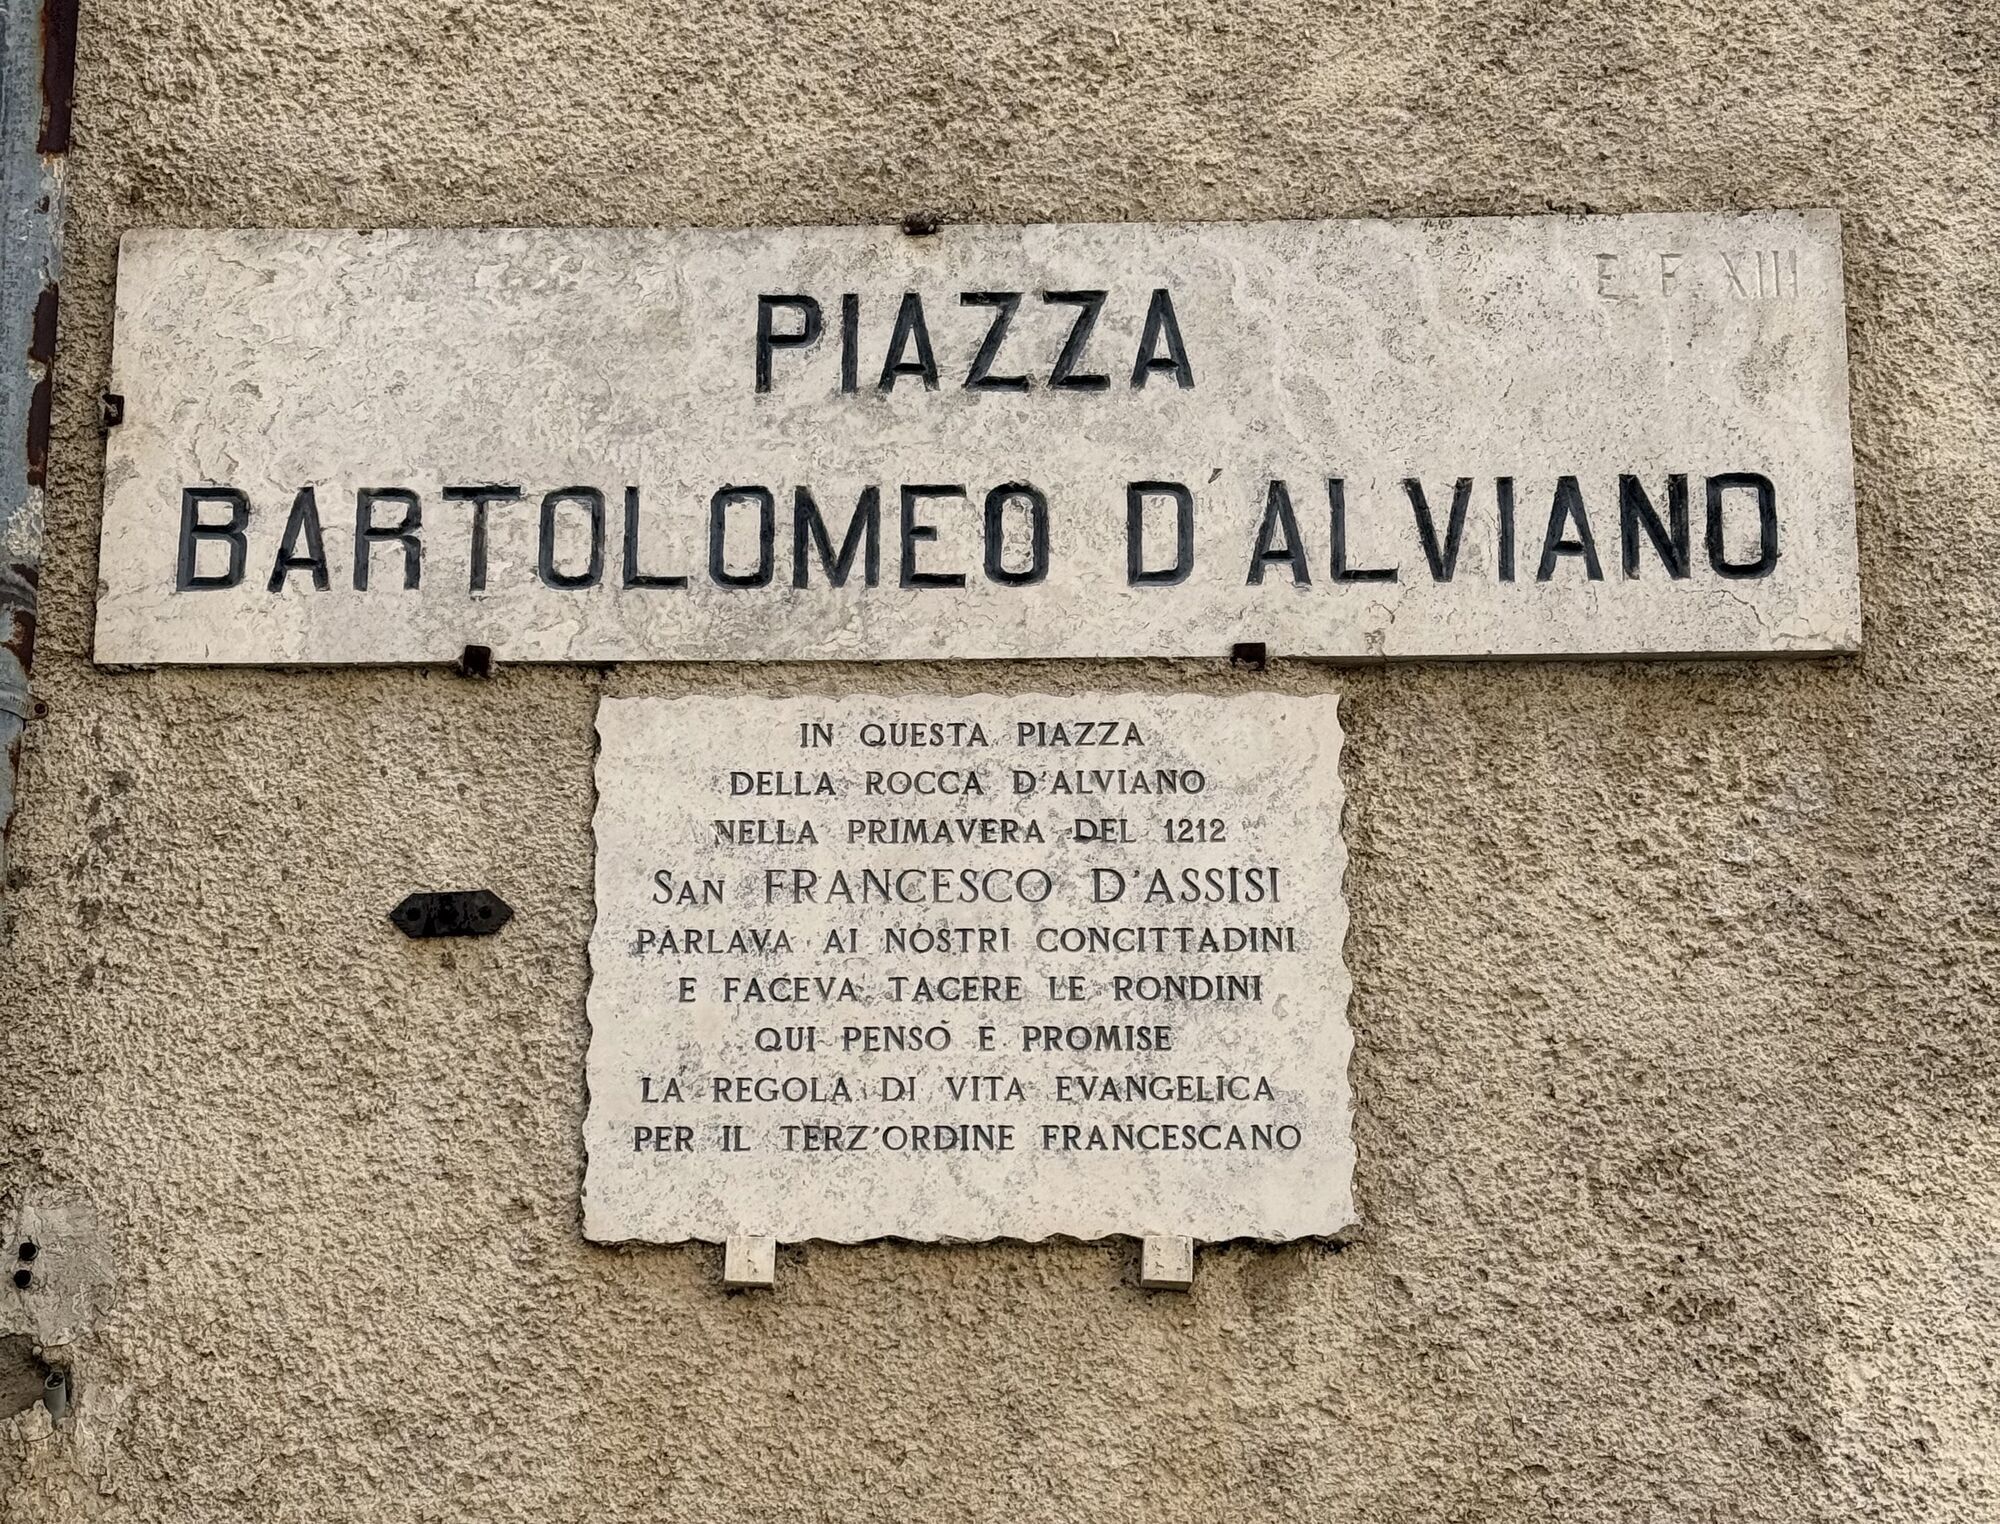 E. F. XIII
PIAZZA
BARTOLOMEO D'ALVIANO
IN QUESTA PIAZZA
DELLA ROCCA D'ALVIANO
NELLA PRIMAVERA DEL 1212
SAN FRANCESCO D'ASSISI
PARLAVA AI NOSTRI CONCITTADINI
E FACEVA TACERE LE RONDINI
QUI PENSÒ E PROMISE
LA REGOLA DI VITA EVANGELICA
PER IL TERZ'ORDINE FRANCESCANO